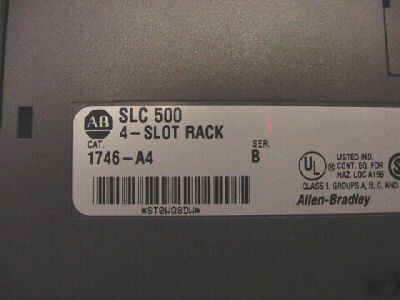 AB
SLC 500
4-SLOT RACK
CAT.
SER.
1746-A4
B
*ST0WQ8DW*
UL
LISTED IND.
CONT. EQ. FOR
HAZ. LOC A196
CLASS I, GROUPS A, B, C, AND
Allen-Bradley